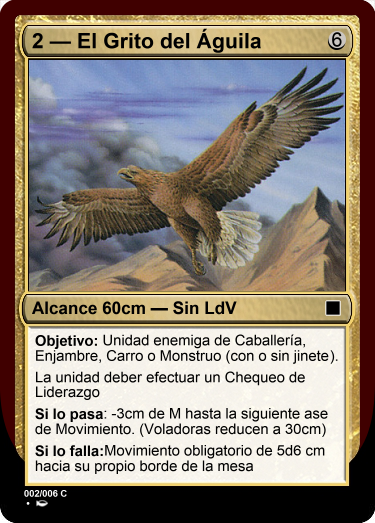 2 — El Grito del Águila
6
Alcance 60cm — Sin LdV
Objetivo: Unidad enemiga de Caballería,
Enjambre, Carro o Monstruo (con o sin jinete).
La unidad deber efectuar un Chequeo de
Liderazgo
Si lo pasa: -3cm de M hasta la siguiente ase
de Movimiento. (Voladoras reducen a 30cm)
Si lo falla:Movimiento obligatorio de 5d6 cm
hacia su propio borde de la mesa
002/006 C